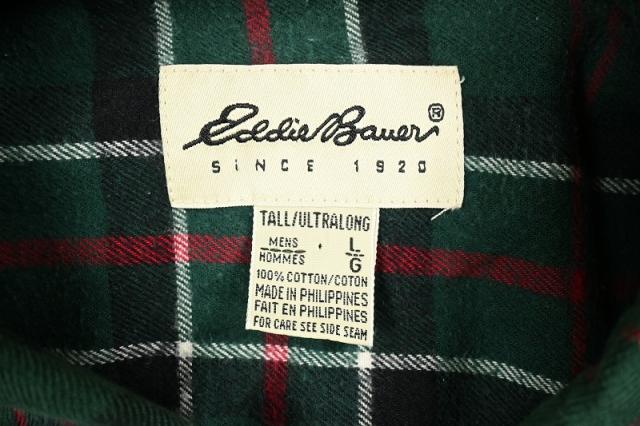 Eddie Bauer®
SINCE 1920
TALL/ULTRALONG
MENS • L
HOMMES G
100% COTTON/COTON
MADE IN PHILIPPINES
FAIT EN PHILIPPINES
FOR CARE SEE SIDE SEAM